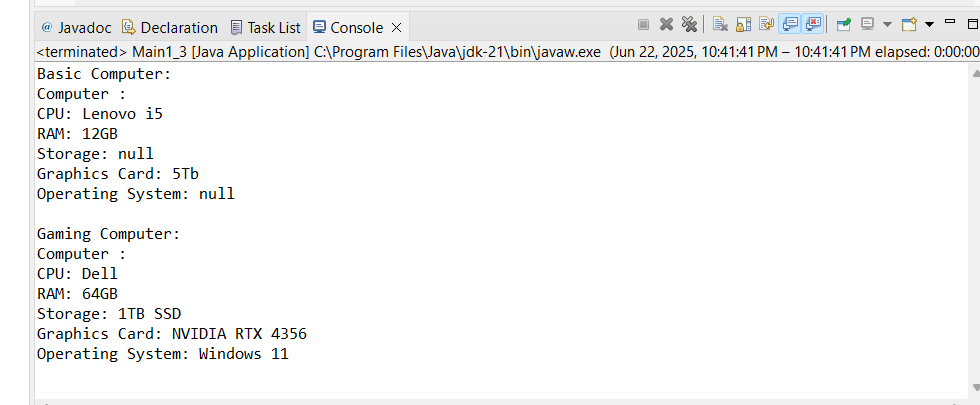 @ Javadoc Declaration Task List Console
<terminated> Main1_3 [Java Application] C:\Program Files\Java\jdk-21\bin\javaw.exe (Jun 22, 2025, 10:41:41 PM – 10:41:41 PM elapsed: 0:00:00
Basic Computer:
Computer :
CPU: Lenovo i5
RAM: 12GB
Storage: null
Graphics Card: 5Tb
Operating System: null
Gaming Computer:
Computer :
CPU: Dell
RAM: 64GB
Storage: 1TB SSD
Graphics Card: NVIDIA RTX 4356
Operating System: Windows 11